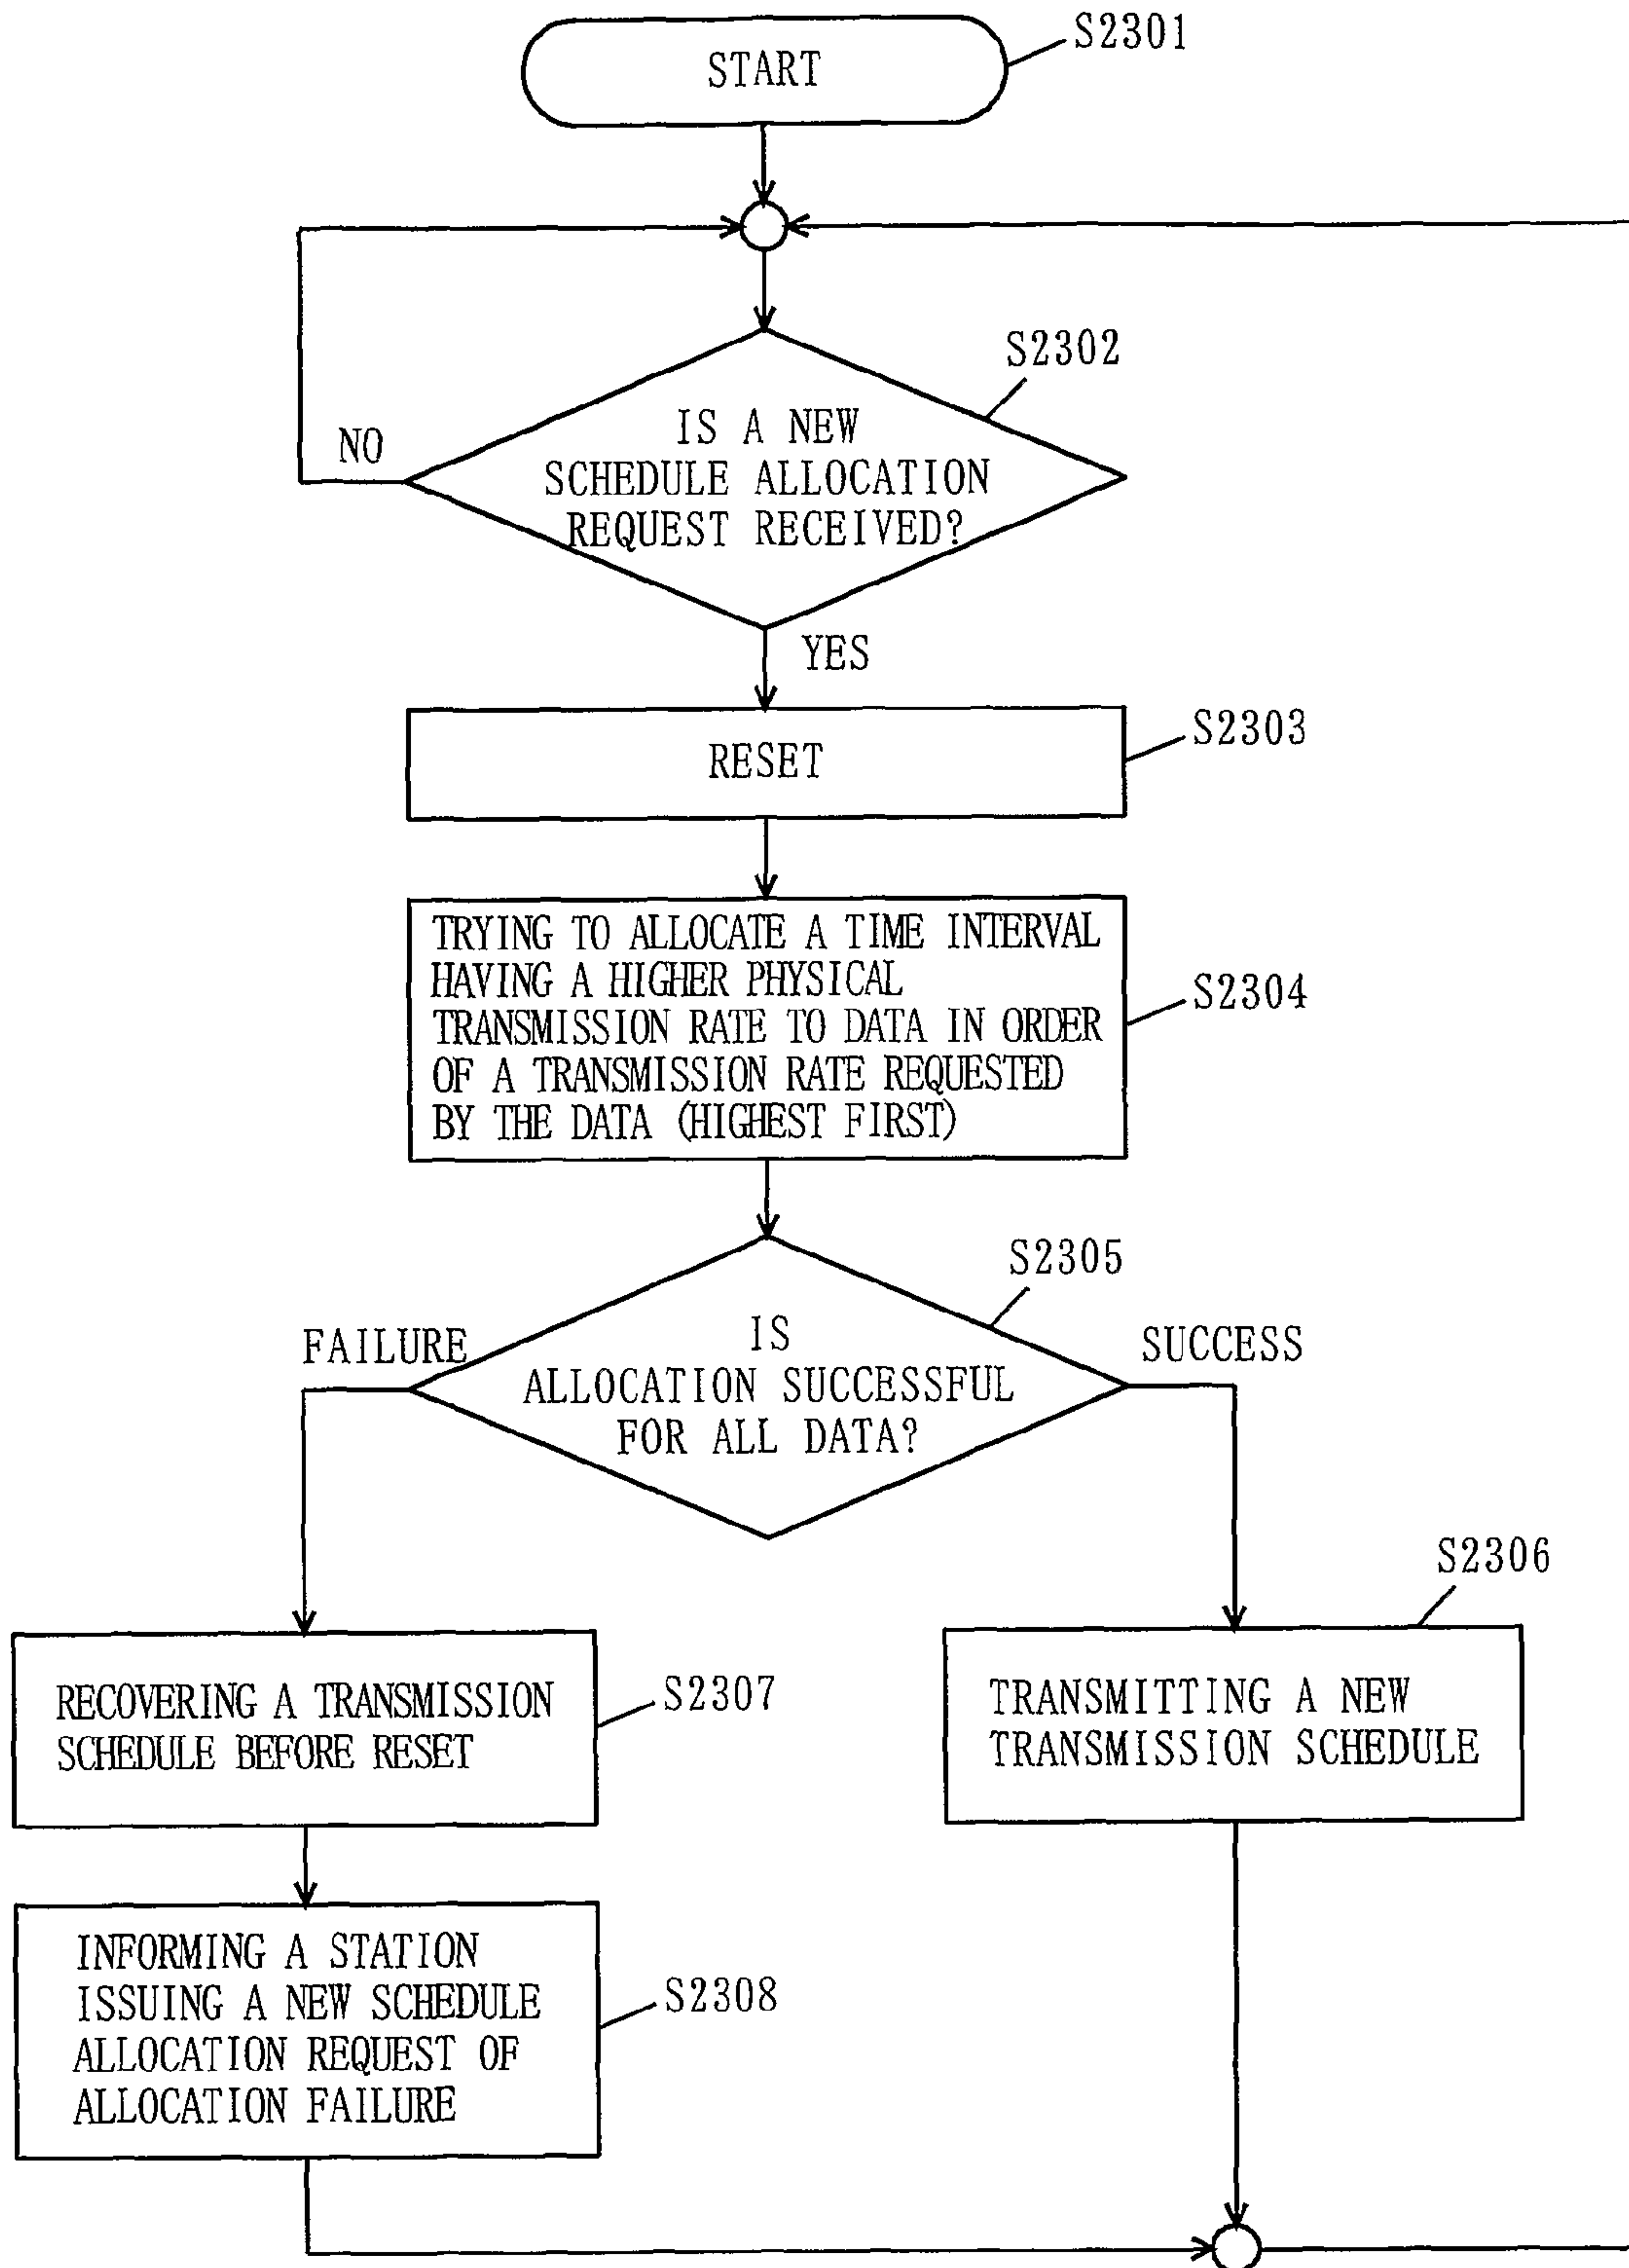 START
S2301
S2302
IS A NEW
SCHEDULE ALLOCATION
REQUEST RECEIVED?
NO
YES
RESET
S2303
TRYING TO ALLOCATE A TIME INTERVAL
HAVING A HIGHER PHYSICAL
TRANSMISSION RATE TO DATA IN ORDER
OF A TRANSMISSION RATE REQUESTED
BY THE DATA (HIGHEST FIRST)
S2304
S2305
IS
ALLOCATION SUCCESSFUL
FOR ALL DATA?
FAILURE
SUCCESS
S2306
RECOVERING A TRANSMISSION
SCHEDULE BEFORE RESET
S2307
TRANSMITTING A NEW
TRANSMISSION SCHEDULE
INFORMING A STATION
ISSUING A NEW SCHEDULE
ALLOCATION REQUEST OF
ALLOCATION FAILURE
S2308